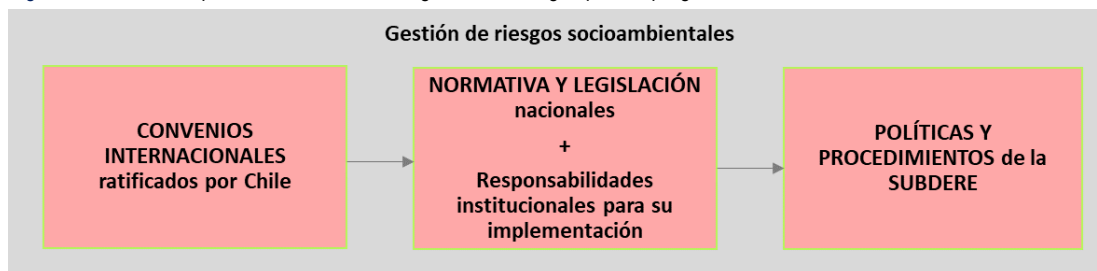 Gestión de riesgos socioambientales
CONVENIOS
INTERNACIONALES
ratificados por Chile
NORMATIVA Y LEGISLACIÓN
nacionales
+
Responsabilidades
institucionales para su
implementación
POLÍTICAS Y
PROCEDIMIENTOS de la
SUBDERE